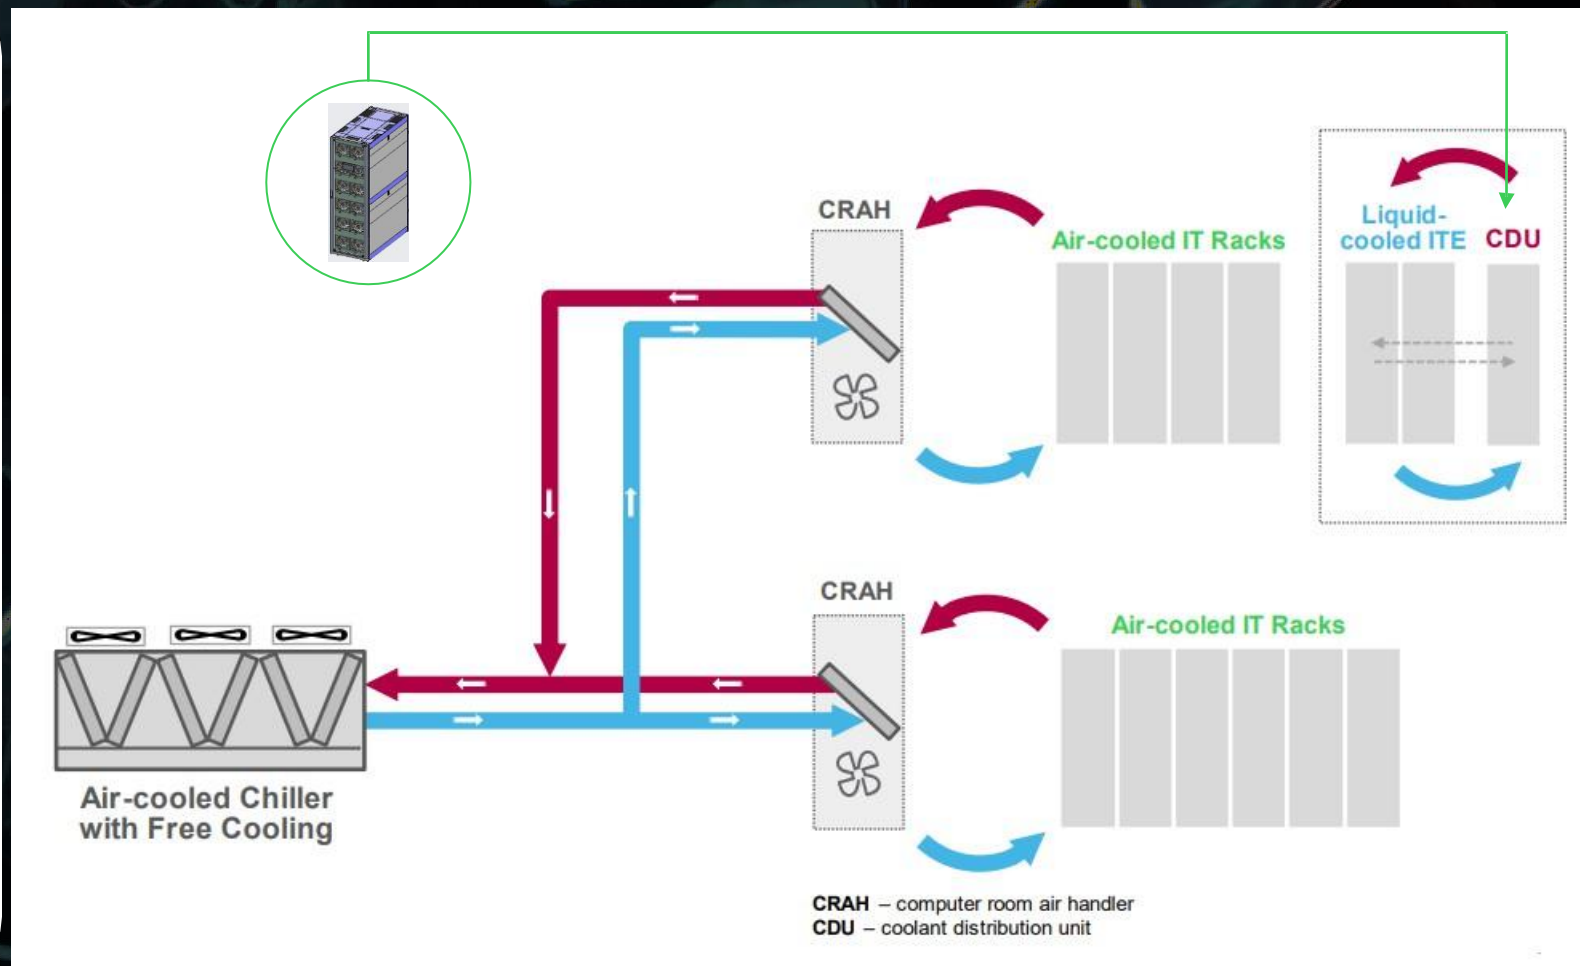 CRAH
Air-cooled IT Racks
Liquid-
cooled ITE
CDU
CRAH
Air-cooled IT Racks
Air-cooled Chiller
with Free Cooling
CRAH – computer room air handler
CDU – coolant distribution unit